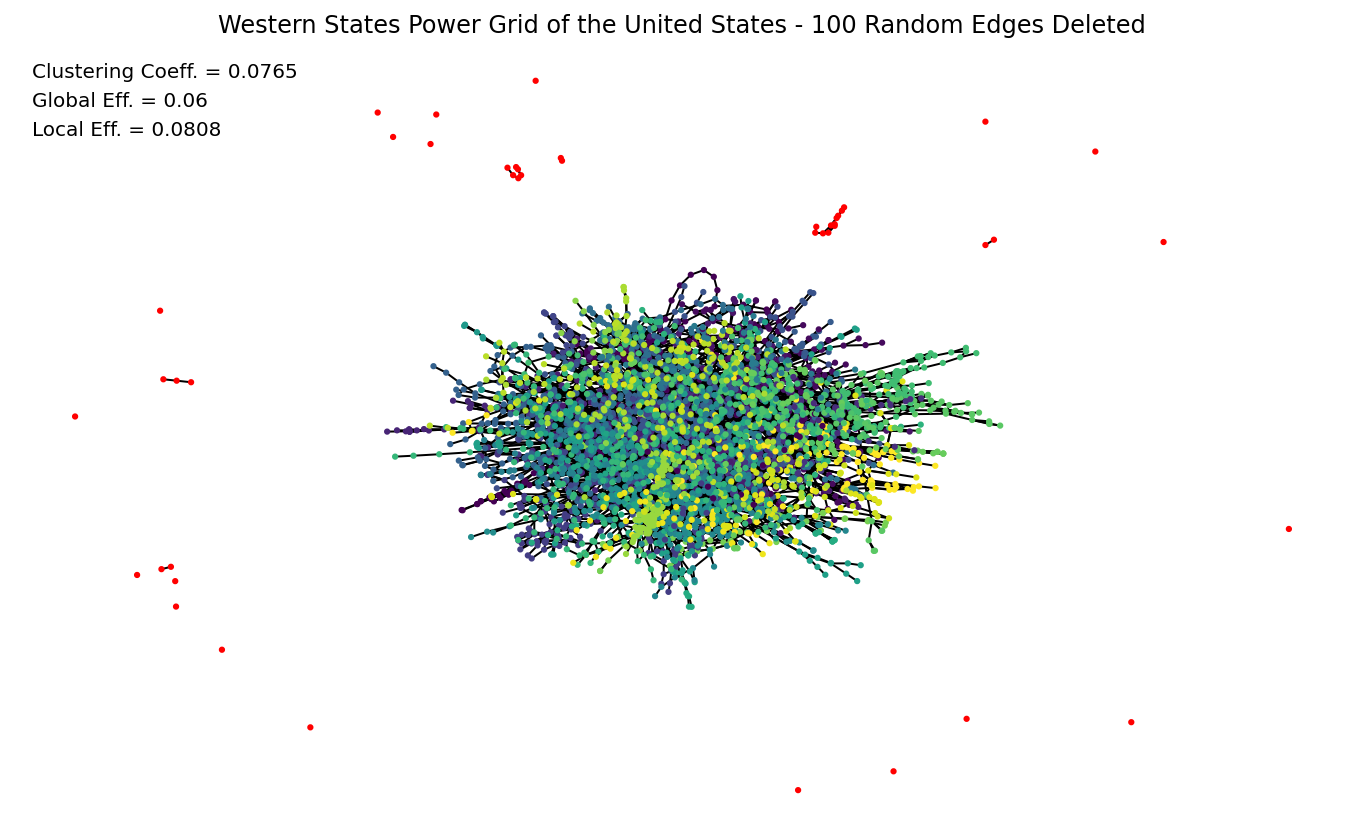 Western States Power Grid of the United States - 100 Random Edges Deleted
Clustering Coeff. = 0.0765
Global Eff. = 0.06
Local Eff. = 0.0808